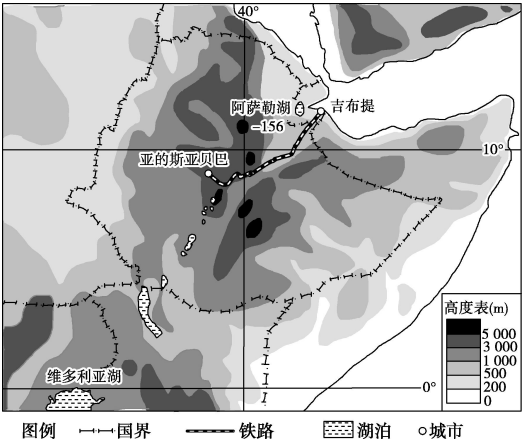 40°
阿萨勒湖
-156
吉布提
亚的斯亚贝巴
10°
高度表(m)
5 000
3 000
1 000
500
200
0
维多利亚湖
0°
图例 国界 铁路 湖泊 城市